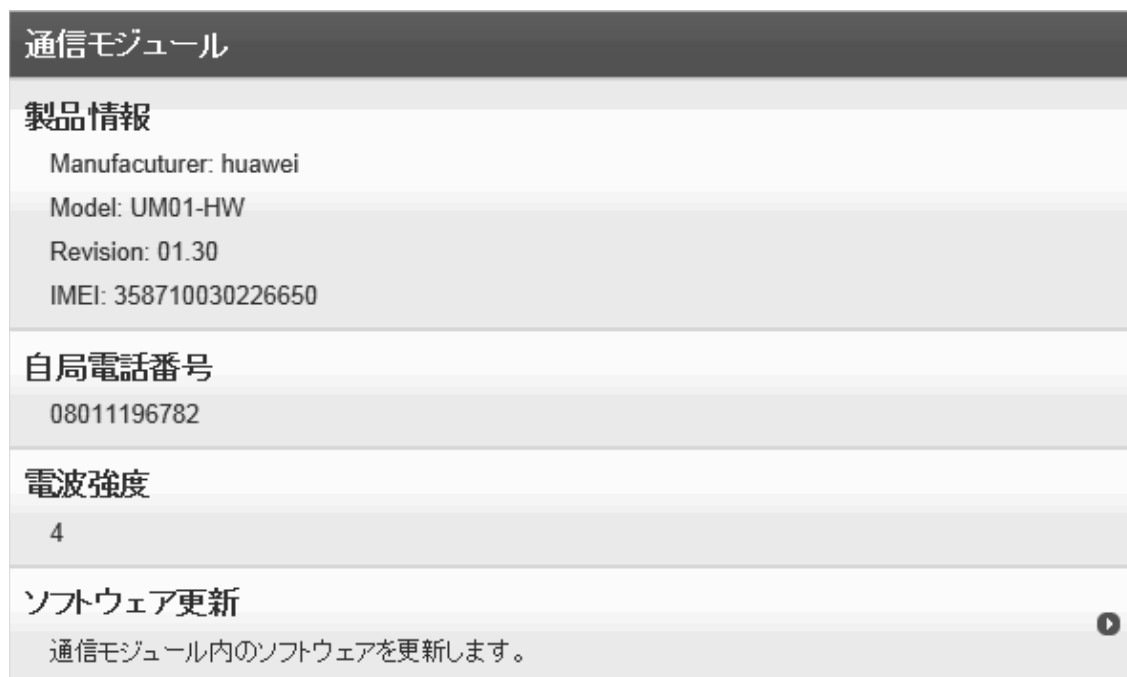 通信モジュール
製品情報
Manufacuturer: huawei
Model: UM01-HW
Revision: 01.30
IMEI: 358710030226650
自局電話番号
08011196782
電波強度
4
ソフトウェア更新
通信モジュール内のソフトウェアを更新します。